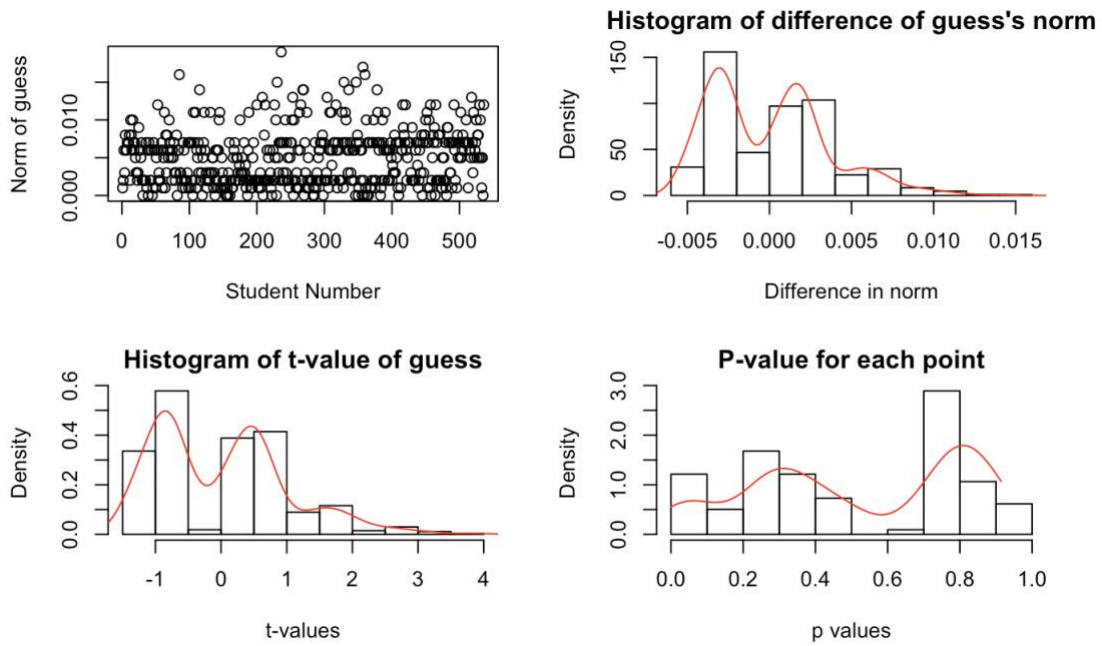 Norm of guess
0.000 0.010
0 100 200 300 400 500
Student Number
Histogram of difference of guess's norm
Density
0 50 150
-0.005 0.000 0.005 0.010 0.015
Difference in norm
Histogram of t-value of guess
Density
0.0 0.2 0.4 0.6
-1 0 1 2 3 4
t-values
P-value for each point
Density
0.0 1.0 2.0 3.0
0.0 0.2 0.4 0.6 0.8 1.0
p values